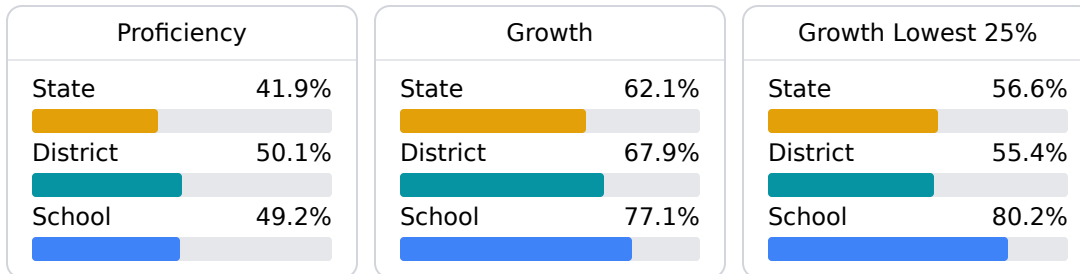 Proficiency
State 41.9%
District 50.1%
School 49.2%
Growth
State 62.1%
District 67.9%
School 77.1%
Growth Lowest 25%
State 56.6%
District 55.4%
School 80.2%